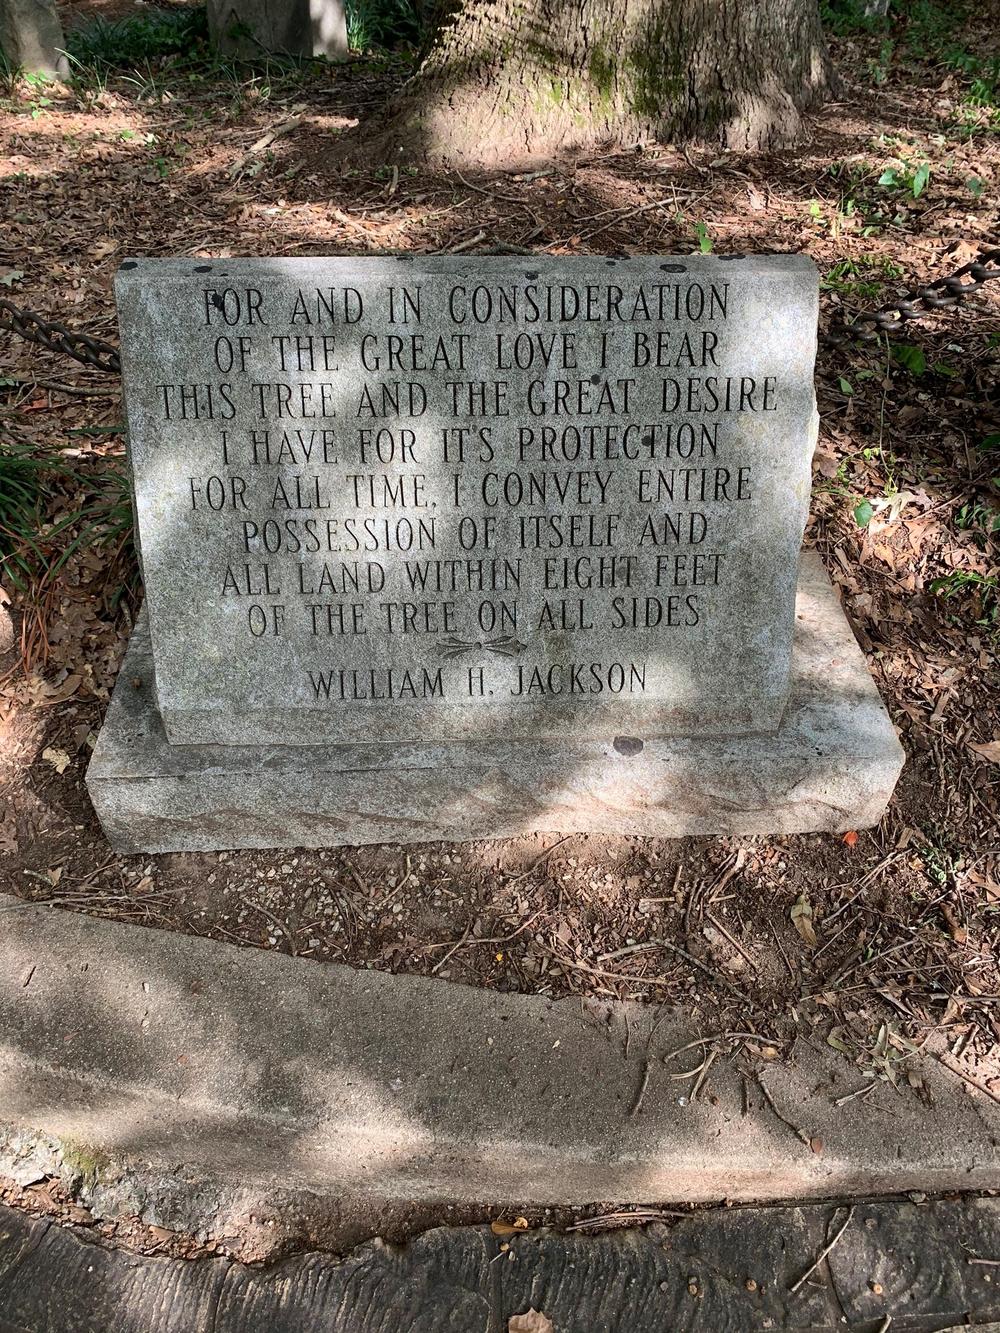 FOR AND IN CONSIDERATION
OF THE GREAT LOVE I BEAR
THIS TREE AND THE GREAT DESIRE
I HAVE FOR IT'S PROTECTION
FOR ALL TIME, I CONVEY ENTIRE
POSSESSION OF ITSELF AND
ALL LAND WITHIN EIGHT FEET
OF THE TREE ON ALL SIDES
WILLIAM H. JACKSON